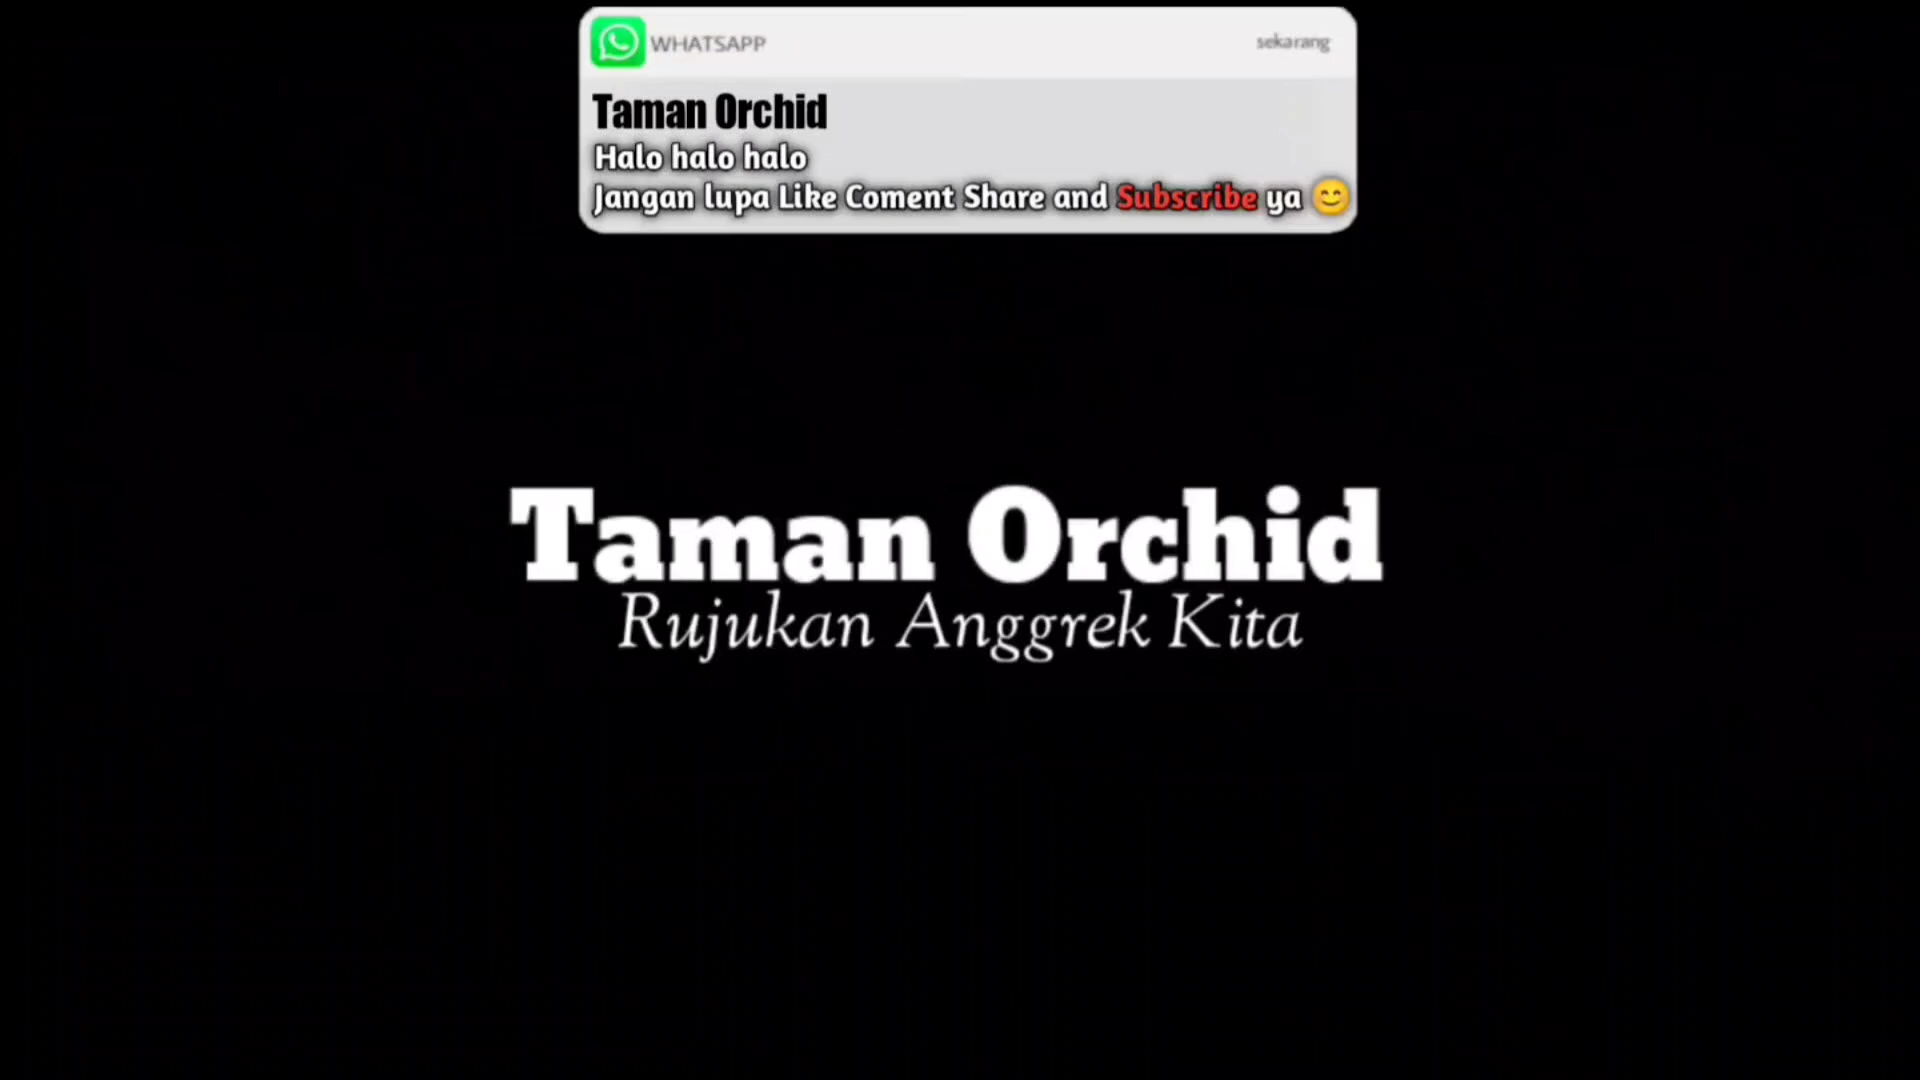 WHATSAPP sekarang
Taman Orchid
Halo halo halo
Jangan lupa Like Coment Share and Subscribe ya 😊
Taman Orchid
Rujukan Anggrek Kita